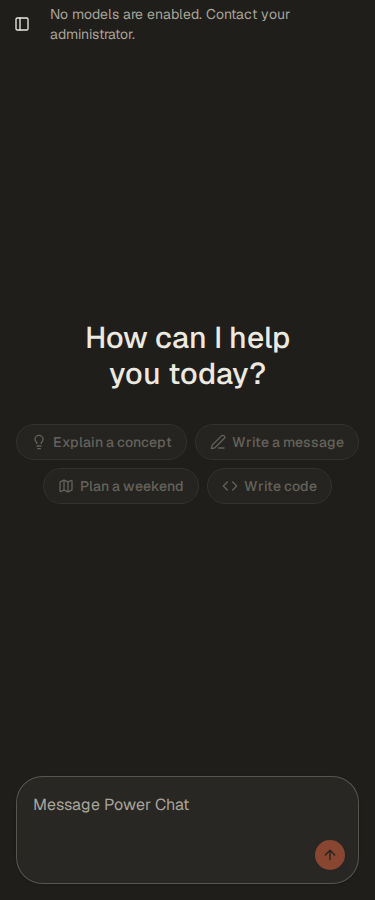 No models are enabled. Contact your
administrator.
How can I help
you today?
Explain a concept
Write a message
Plan a weekend
Write code
Message Power Chat